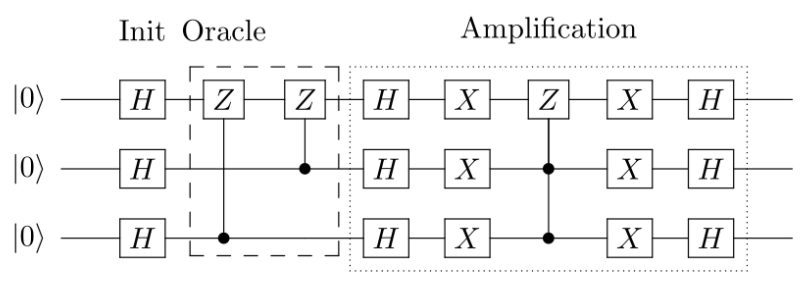 Init Oracle Amplification
|0⟩ H Z Z H X Z X H
|0⟩ H H X X H
|0⟩ H H X X H